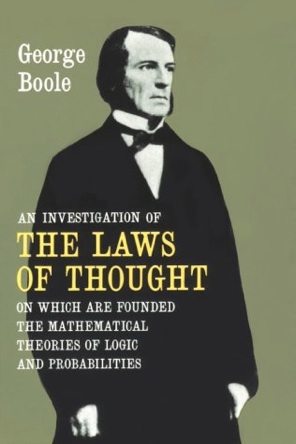 George
Boole
AN INVESTIGATION OF
THE LAWS
OF THOUGHT
ON WHICH ARE FOUNDED
THE MATHEMATICAL
THEORIES OF LOGIC
AND PROBABILITIES